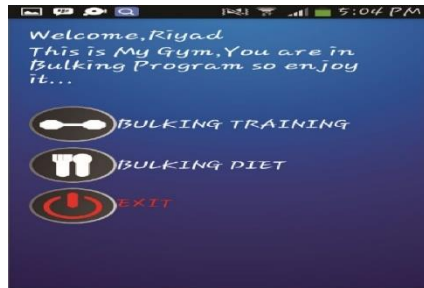 5:04 PM
Welcome,Riyad
This is My Gym,You are in
Bulking Program so enjoy
it...
BULKING TRAINING
BULKING DIET
EXIT